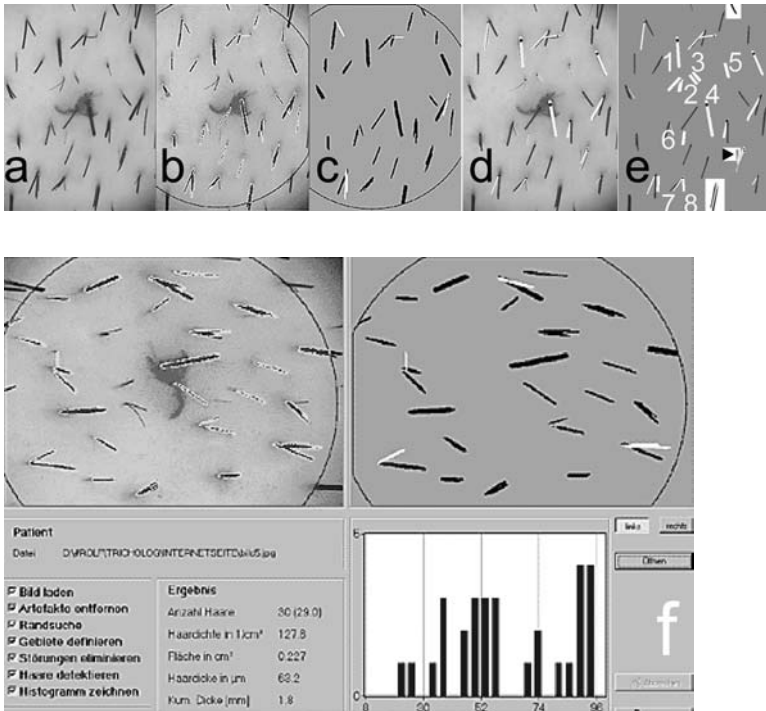 a b c d e
1 3 5
2 4
6
7 8
Patient
Datei
Bild laden
Artefakte entfernen
Randsuche
Gebiete definieren
Störungen eliminieren
Haare detektieren
Histogramm zeichnen
Ergebnis
Anzahl Haare 30 (29.0)
Haardichte in 1/cm² 127.8
Fläche in cm² 0.227
Haardicke in µm 63.2
Kum. Dicke [mm] 1.8
6
0
8 30 52 74 96
links rechts
Öffnen
f